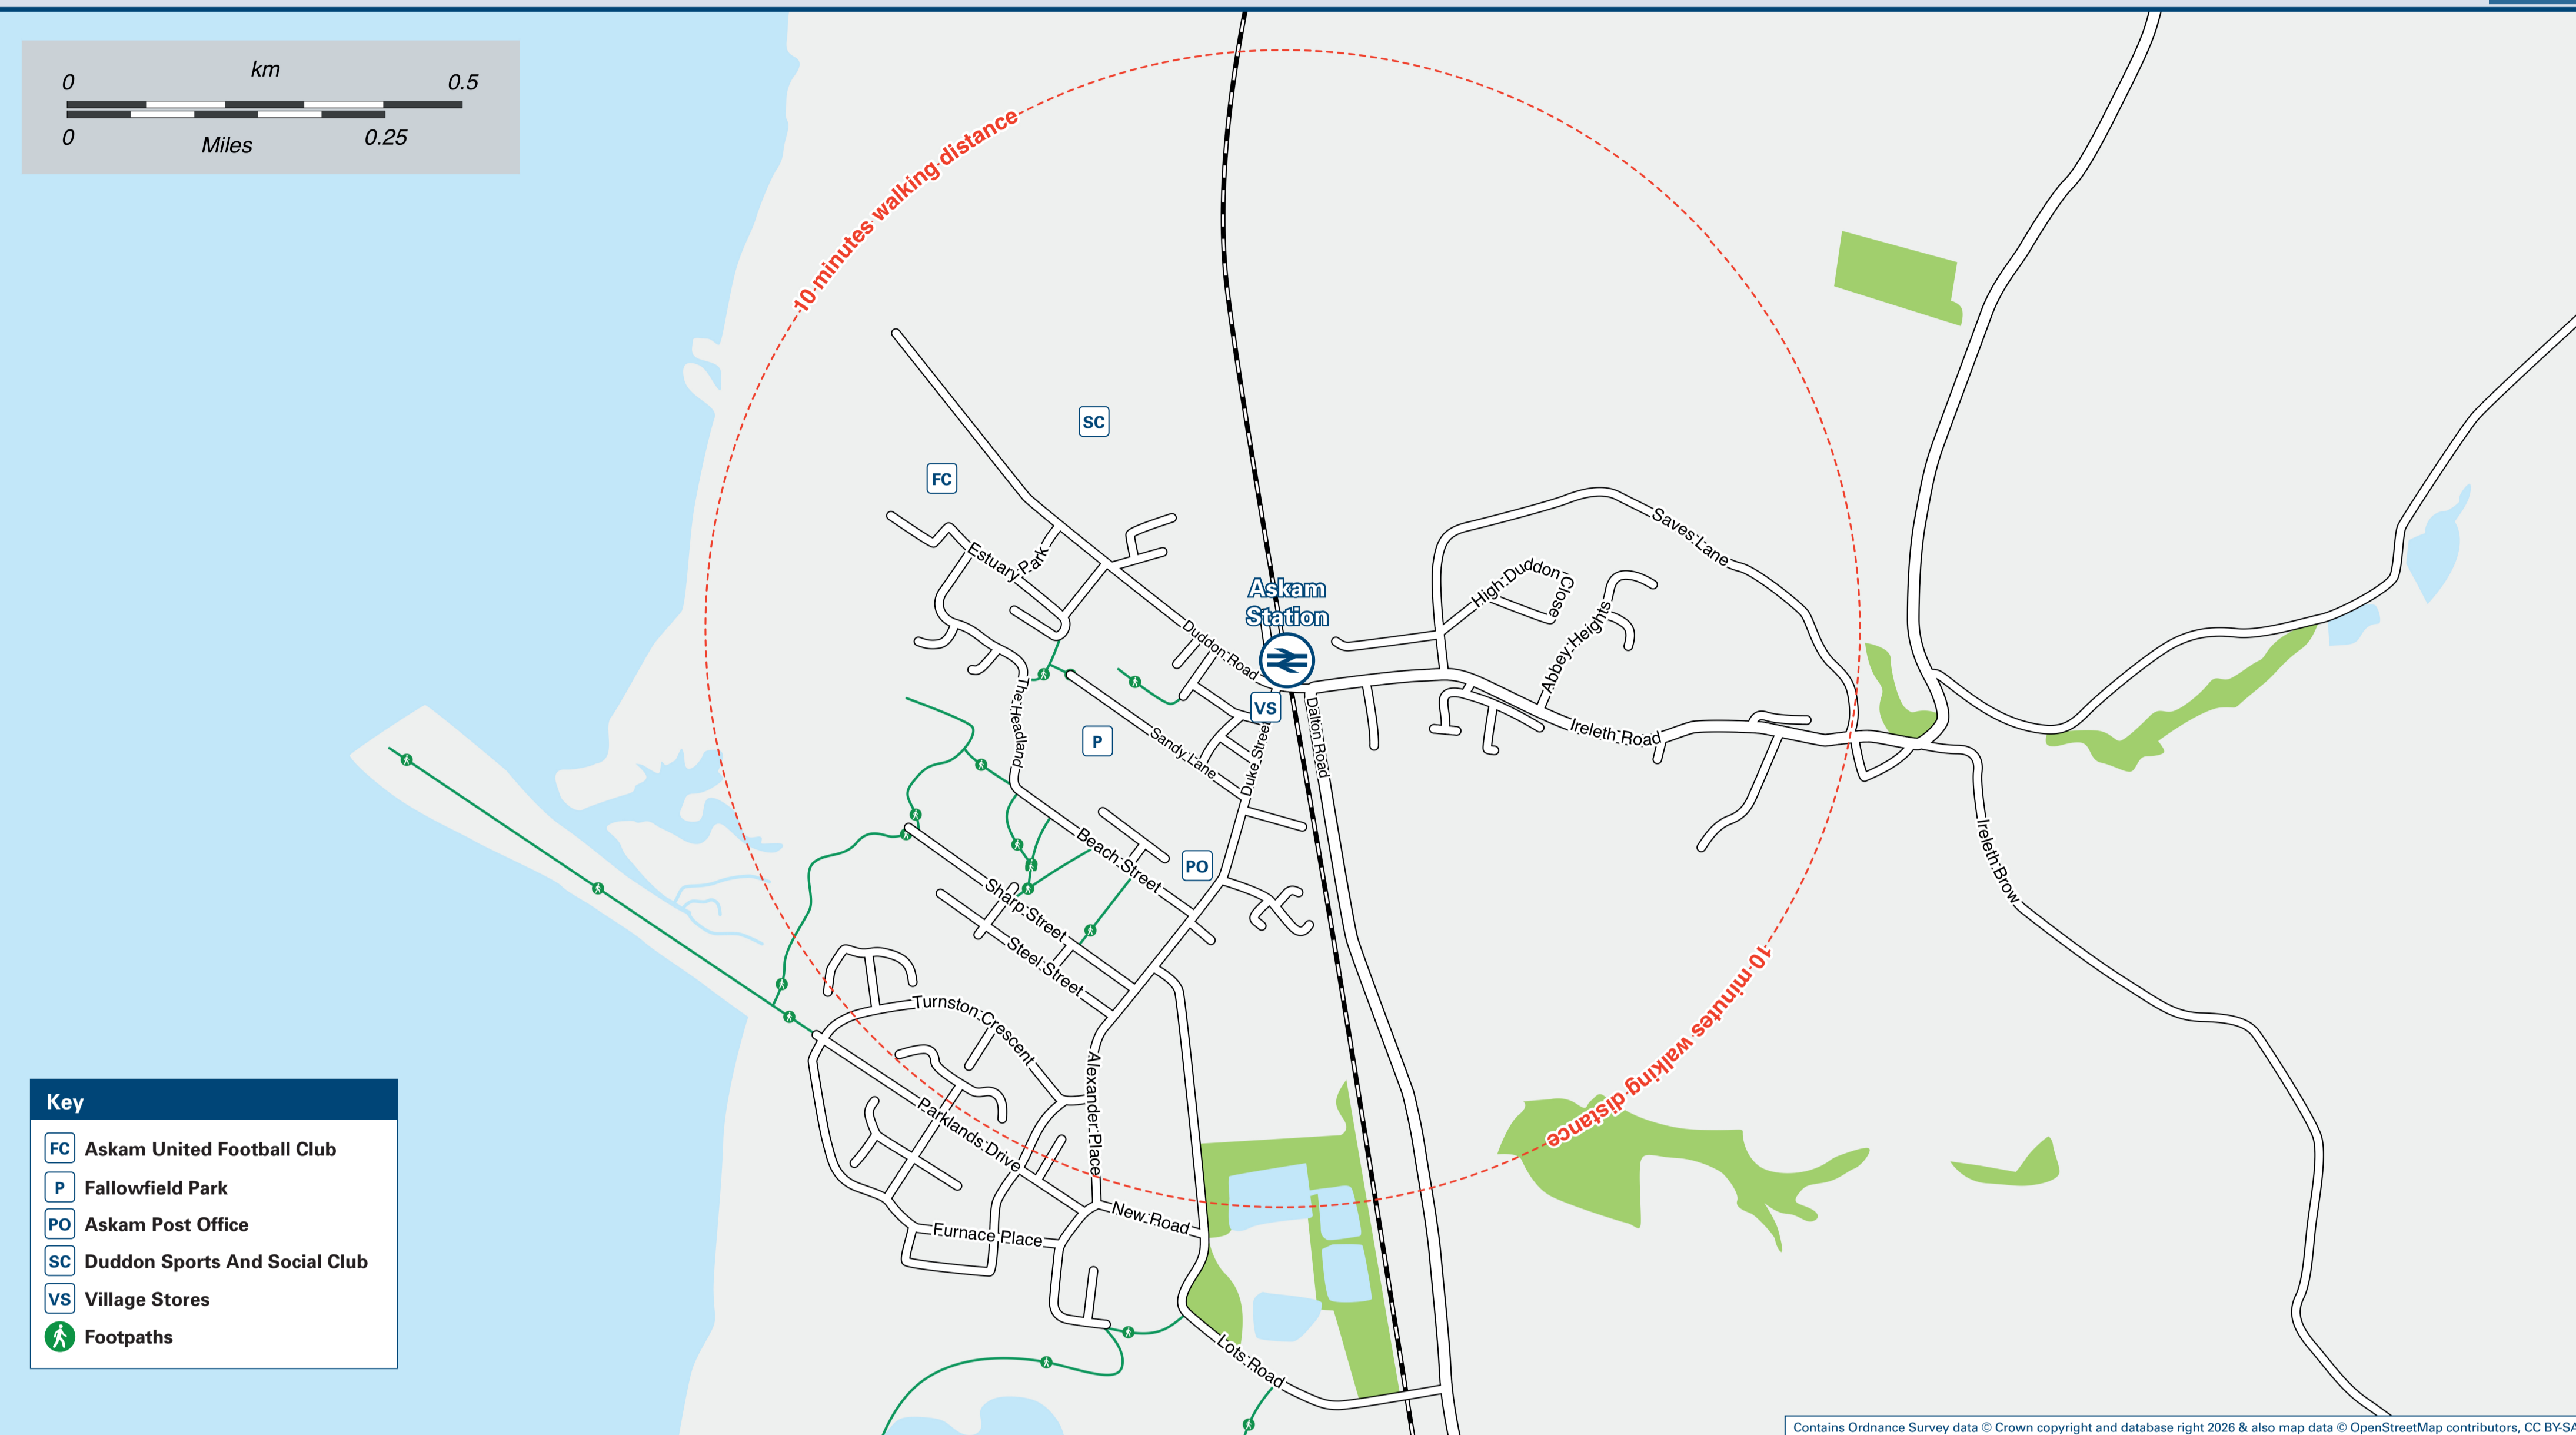 km
0
0.5
0
Miles
0.25
10 minutes walking distance
SC
FC
Estuary Park
Duddon Road
Askam
Station
VS
P
Saves Lane
High Duddon Close
Abbey Heights
Ireleth Road
Dalton Road
Duke Street
Sandy Lane
The Headland
Beach Street
PO
Sharp Street
Steel Street
Ireleth Brow
Turnston Crescent
Alexander Place
Parklands Drive
New Road
Furnace Place
Lots Road
10 minutes walking distance
Key
FC Askam United Football Club
P Fallowfield Park
PO Askam Post Office
SC Duddon Sports And Social Club
VS Village Stores
Footpaths
Contains Ordnance Survey data © Crown copyright and database right 2026 & also map data © OpenStreetMap contributors, CC BY-SA